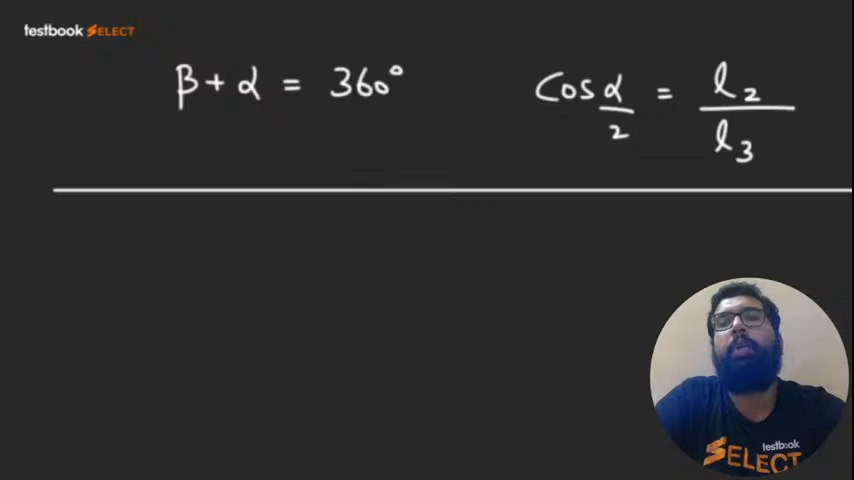 testbook SELECT
β + α = 360°
Cos α/2 = l₂/l₃
testbook
SELECT